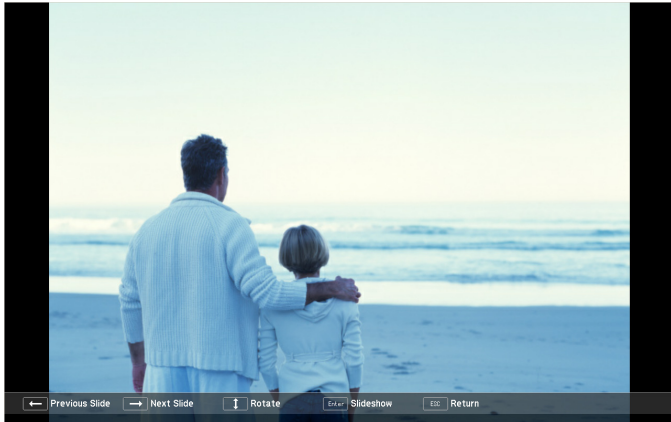 ← Previous Slide → Next Slide ↕ Rotate Enter Slideshow ESC Return